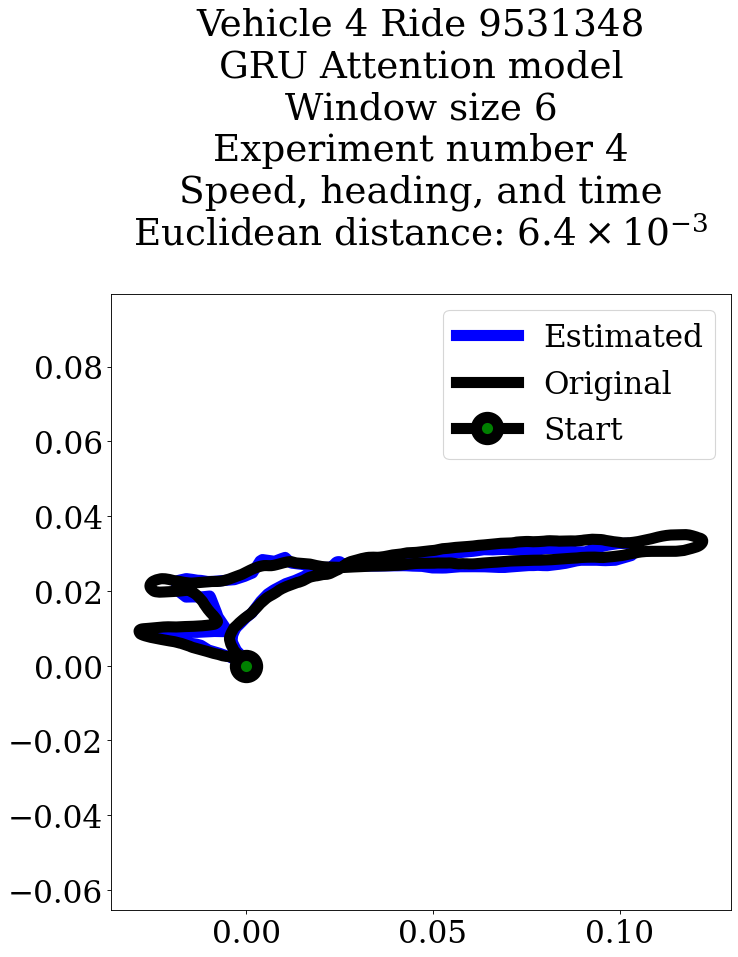 Vehicle 4 Ride 9531348
GRU Attention model
Window size 6
Experiment number 4
Speed, heading, and time
Euclidean distance: 6.4 × 10⁻³
Estimated
Original
Start
0.08
0.06
0.04
0.02
0.00
−0.02
−0.04
−0.06
0.00 0.05 0.10